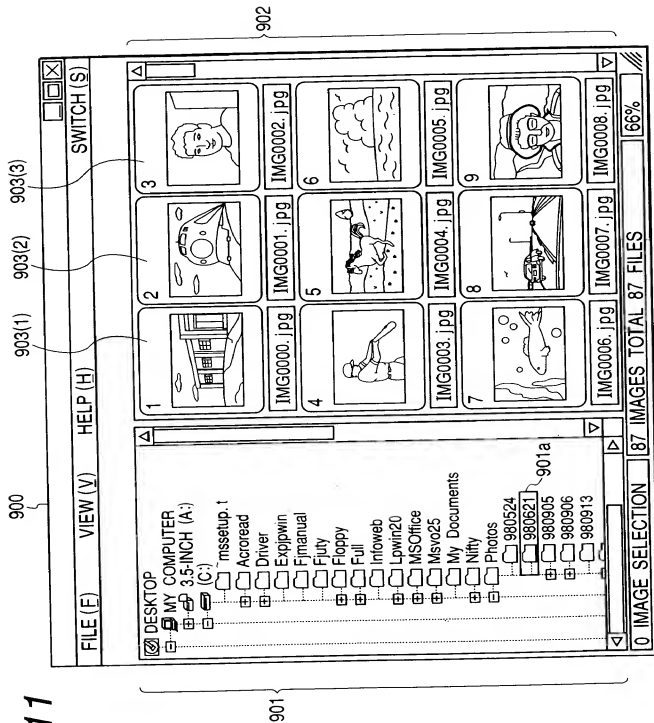 11
900
903(1)
903(2)
903(3)
FILE (F)
VIEW (V)
HELP (H)
SWITCH (S)
901
DESKTOP
MY COMPUTER
3.5-INCH (A:)
(C:)
~mssetup.t
Acroread
Driver
Expjpwin
Fjmanual
Fjuty
Floppy
Full
Infoweb
Lpwin20
MSOffice
Msvo25
My Documents
Nifty
Photos
980524
980621
980905
980906
980913
901a
902
1
2
3
IMG0000.jpg
IMG0001.jpg
IMG0002.jpg
4
5
6
IMG0003.jpg
IMG0004.jpg
IMG0005.jpg
7
8
9
IMG0006.jpg
IMG0007.jpg
IMG0008.jpg
0 IMAGE SELECTION
87 IMAGES TOTAL 87 FILES
66%